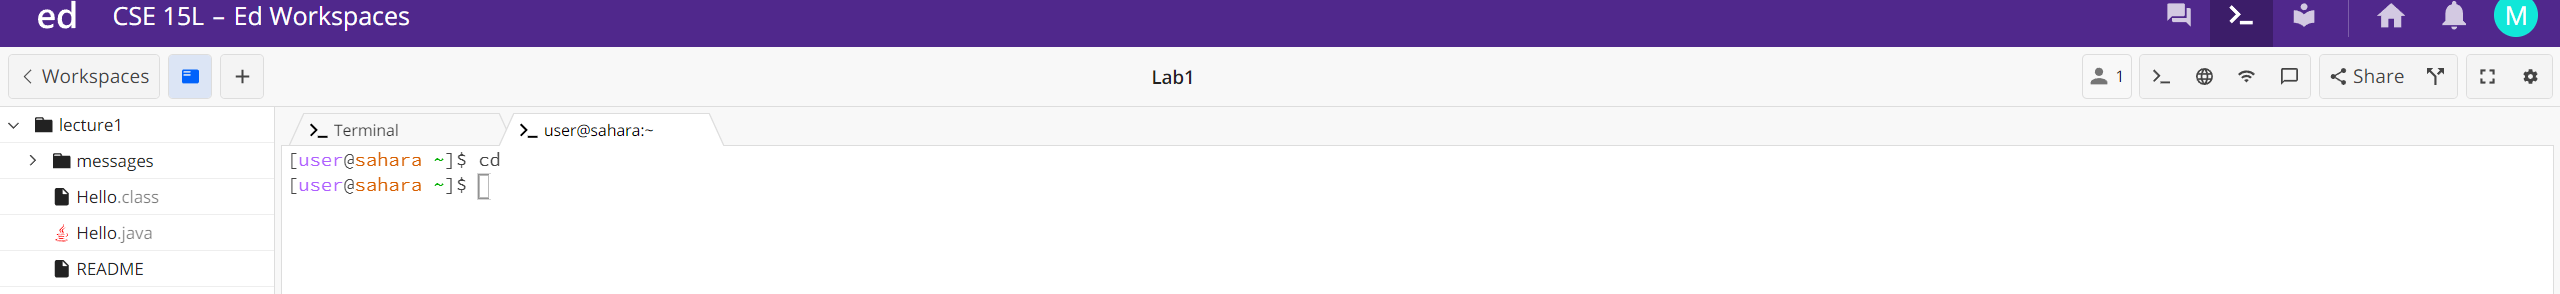 ed CSE 15L – Ed Workspaces M
Workspaces + Lab1 1 Share
lecture1
messages
Hello.class
Hello.java
README
Terminal user@sahara:~
[user@sahara ~]$ cd
[user@sahara ~]$